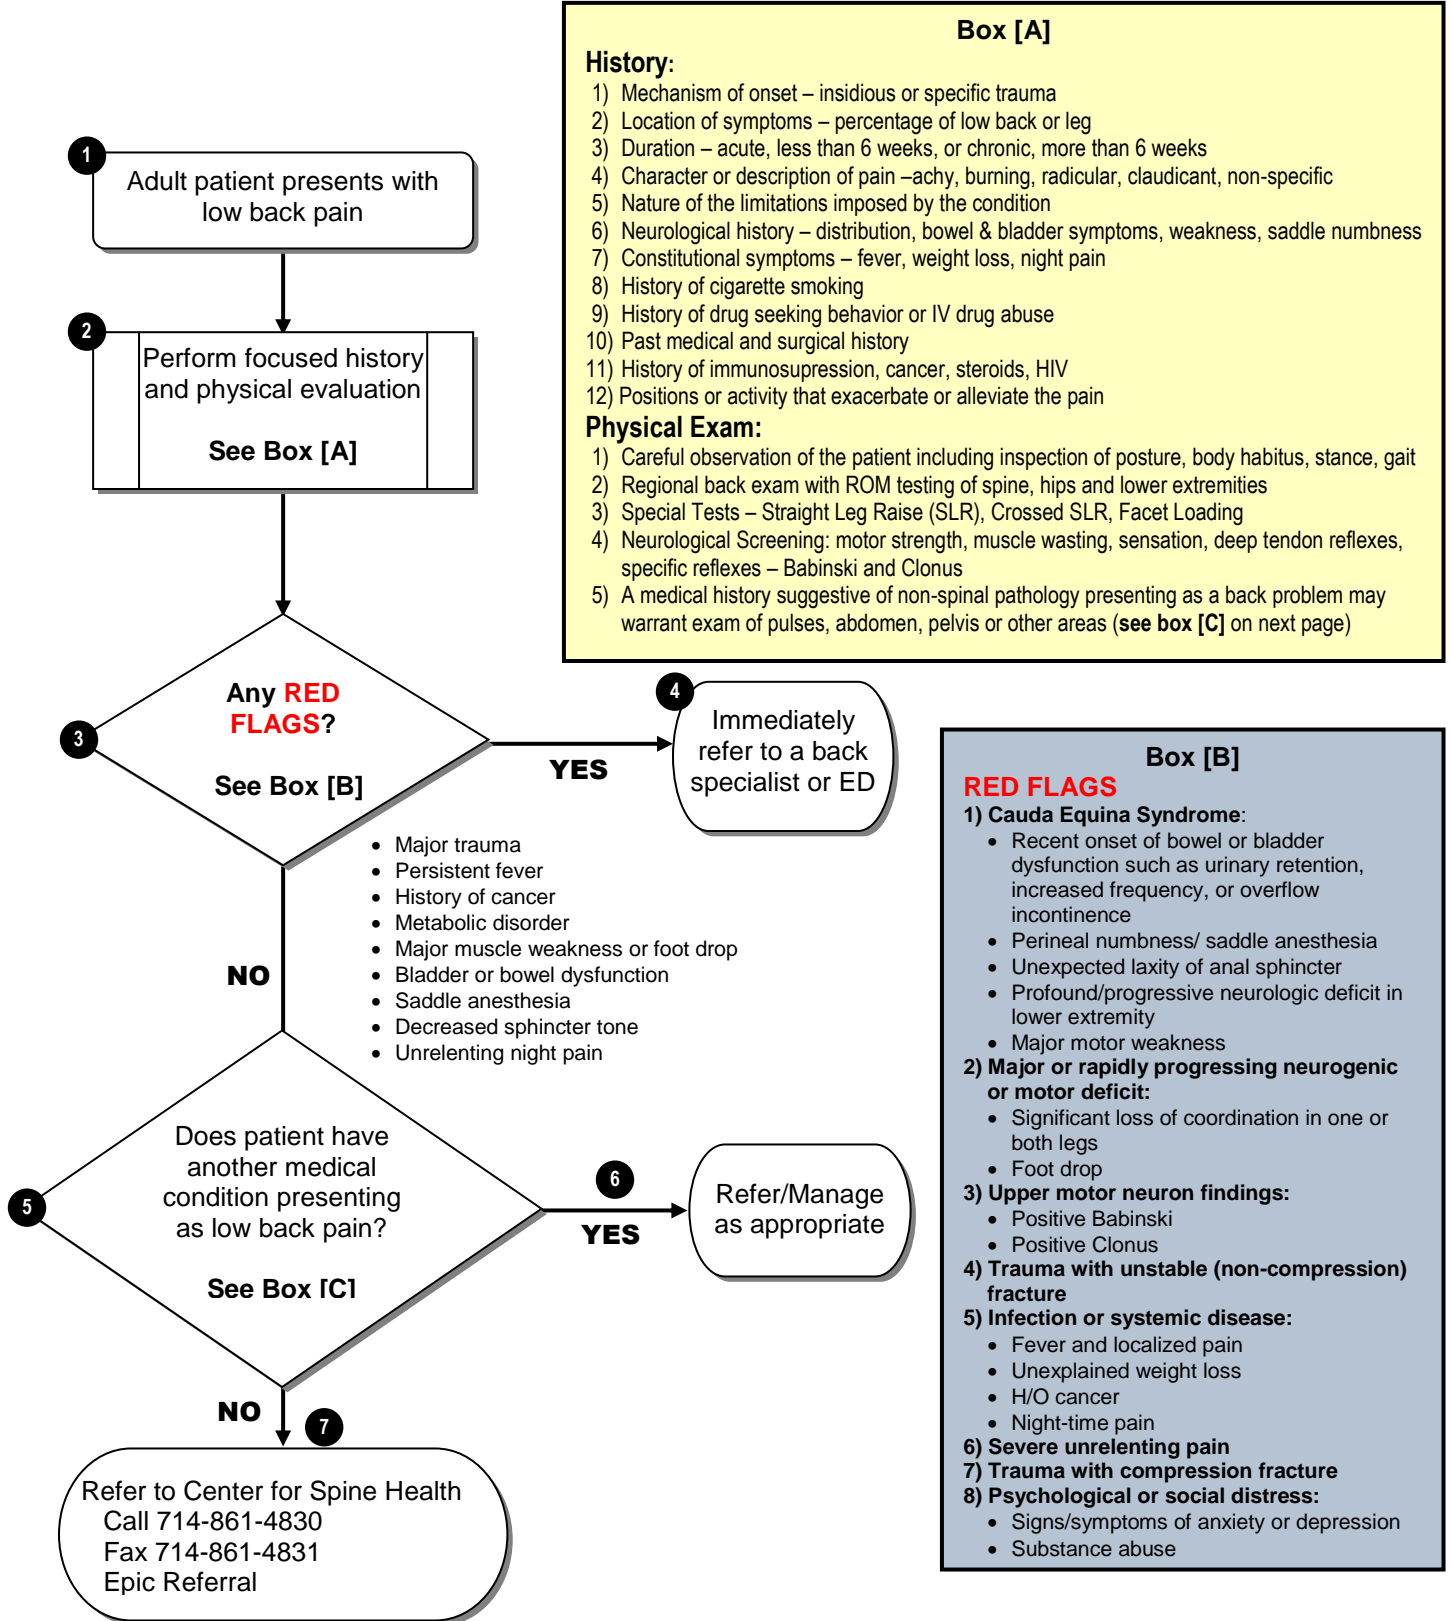 Box [A]
History:
1) Mechanism of onset – insidious or specific trauma
2) Location of symptoms – percentage of low back or leg
3) Duration – acute, less than 6 weeks, or chronic, more than 6 weeks
4) Character or description of pain –achy, burning, radicular, claudicant, non-specific
5) Nature of the limitations imposed by the condition
6) Neurological history – distribution, bowel & bladder symptoms, weakness, saddle numbness
7) Constitutional symptoms – fever, weight loss, night pain
8) History of cigarette smoking
9) History of drug seeking behavior or IV drug abuse
10) Past medical and surgical history
11) History of immunosupression, cancer, steroids, HIV
12) Positions or activity that exacerbate or alleviate the pain
Physical Exam:
1) Careful observation of the patient including inspection of posture, body habitus, stance, gait
2) Regional back exam with ROM testing of spine, hips and lower extremities
3) Special Tests – Straight Leg Raise (SLR), Crossed SLR, Facet Loading
4) Neurological Screening: motor strength, muscle wasting, sensation, deep tendon reflexes,
specific reflexes – Babinski and Clonus
5) A medical history suggestive of non-spinal pathology presenting as a back problem may
warrant exam of pulses, abdomen, pelvis or other areas (see box [C] on next page)
1
Adult patient presents with
low back pain
2
Perform focused history
and physical evaluation
See Box [A]
3
Any RED
FLAGS?
See Box [B]
YES
4
Immediately
refer to a back
specialist or ED
• Major trauma
• Persistent fever
• History of cancer
• Metabolic disorder
• Major muscle weakness or foot drop
• Bladder or bowel dysfunction
• Saddle anesthesia
• Decreased sphincter tone
• Unrelenting night pain
NO
5
Does patient have
another medical
condition presenting
as low back pain?
See Box [C]
6
YES
Refer/Manage
as appropriate
NO
7
Refer to Center for Spine Health
Call 714-861-4830
Fax 714-861-4831
Epic Referral
Box [B]
RED FLAGS
1) Cauda Equina Syndrome:
• Recent onset of bowel or bladder
dysfunction such as urinary retention,
increased frequency, or overflow
incontinence
• Perineal numbness/ saddle anesthesia
• Unexpected laxity of anal sphincter
• Profound/progressive neurologic deficit in
lower extremity
• Major motor weakness
2) Major or rapidly progressing neurogenic
or motor deficit:
• Significant loss of coordination in one or
both legs
• Foot drop
3) Upper motor neuron findings:
• Positive Babinski
• Positive Clonus
4) Trauma with unstable (non-compression)
fracture
5) Infection or systemic disease:
• Fever and localized pain
• Unexplained weight loss
• H/O cancer
• Night-time pain
6) Severe unrelenting pain
7) Trauma with compression fracture
8) Psychological or social distress:
• Signs/symptoms of anxiety or depression
• Substance abuse